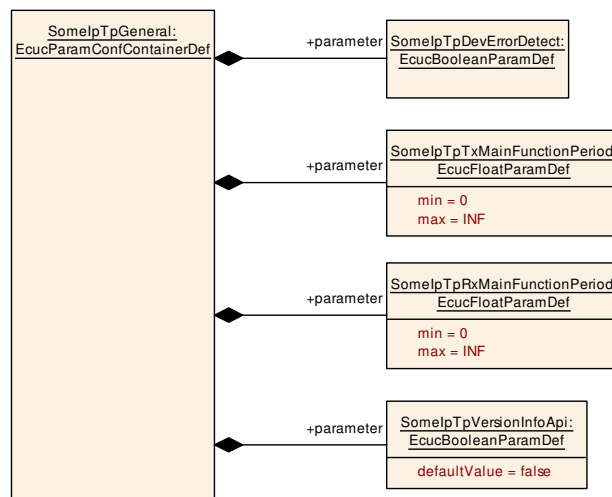 SomeIpTpGeneral:
EcucParamConfContainerDef
+parameter
SomeIpTpDevErrorDetect:
EcucBooleanParamDef
+parameter
SomeIpTpTxMainFunctionPeriod
EcucFloatParamDef
min = 0
max = INF
+parameter
SomeIpTpRxMainFunctionPeriod
EcucFloatParamDef
min = 0
max = INF
+parameter
SomeIpTpVersionInfoApi:
EcucBooleanParamDef
defaultValue = false